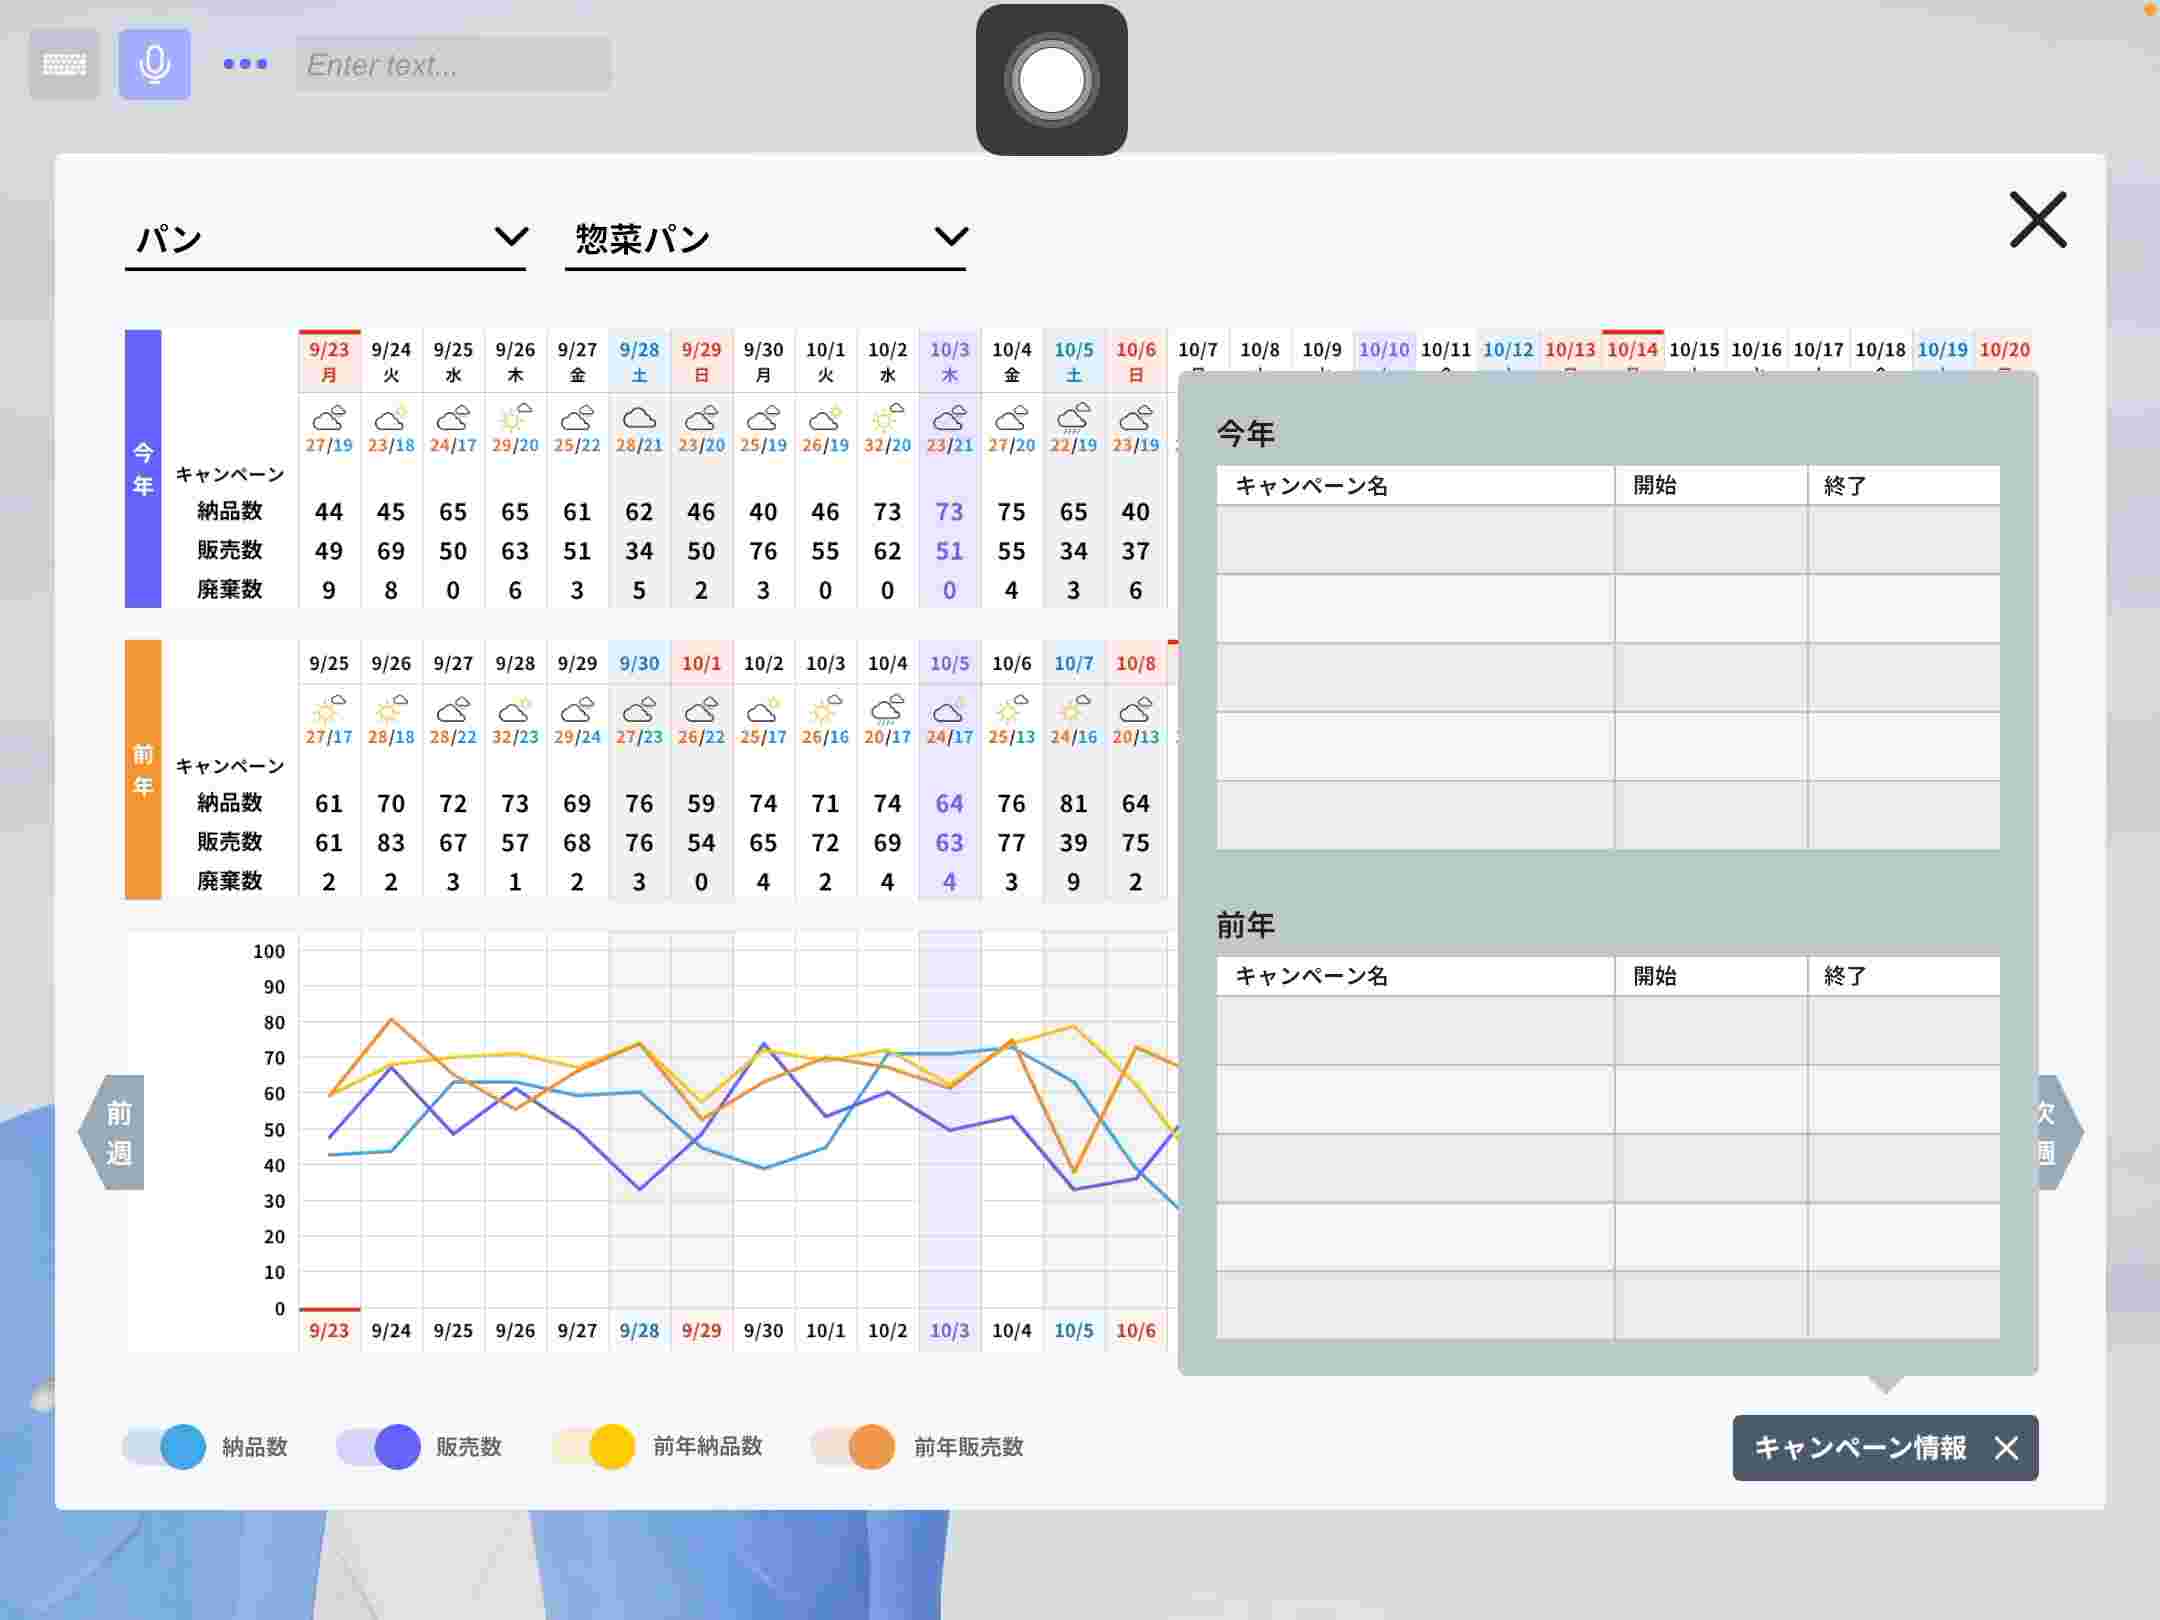 Enter text...
パン
惣菜パン
今年
9/23 9/24 9/25 9/26 9/27 9/28 9/29 9/30 10/1 10/2 10/3 10/4 10/5 10/6 10/7 10/8 10/9 10/10 10/11 10/12 10/13 10/14 10/15 10/16 10/17 10/18 10/19 10/20
月 火 水 木 金 土 日 月 火 水 木 金 土 日
27/19 23/18 24/17 29/20 25/22 28/21 23/20 25/19 26/19 32/20 23/21 27/20 22/19 23/19
キャンペーン
納品数 44 45 65 65 61 62 46 40 46 73 73 75 65 40
販売数 49 69 50 63 51 34 50 76 55 62 51 55 34 37
廃棄数 9 8 0 6 3 5 2 3 0 0 0 4 3 6
前年
9/25 9/26 9/27 9/28 9/29 9/30 10/1 10/2 10/3 10/4 10/5 10/6 10/7 10/8
27/17 28/18 28/22 32/23 29/24 27/23 26/22 25/17 26/16 20/17 24/17 25/13 24/16 20/13
キャンペーン
納品数 61 70 72 73 69 76 59 74 71 74 64 76 81 64
販売数 61 83 67 57 68 76 54 65 72 69 63 77 39 75
廃棄数 2 2 3 1 2 3 0 4 2 4 4 3 9 2
100
90
80
70
60
50
40
30
20
10
0
9/23 9/24 9/25 9/26 9/27 9/28 9/29 9/30 10/1 10/2 10/3 10/4 10/5 10/6
前週
今年
キャンペーン名 開始 終了
前年
キャンペーン名 開始 終了
次週
納品数 販売数 前年納品数 前年販売数
キャンペーン情報